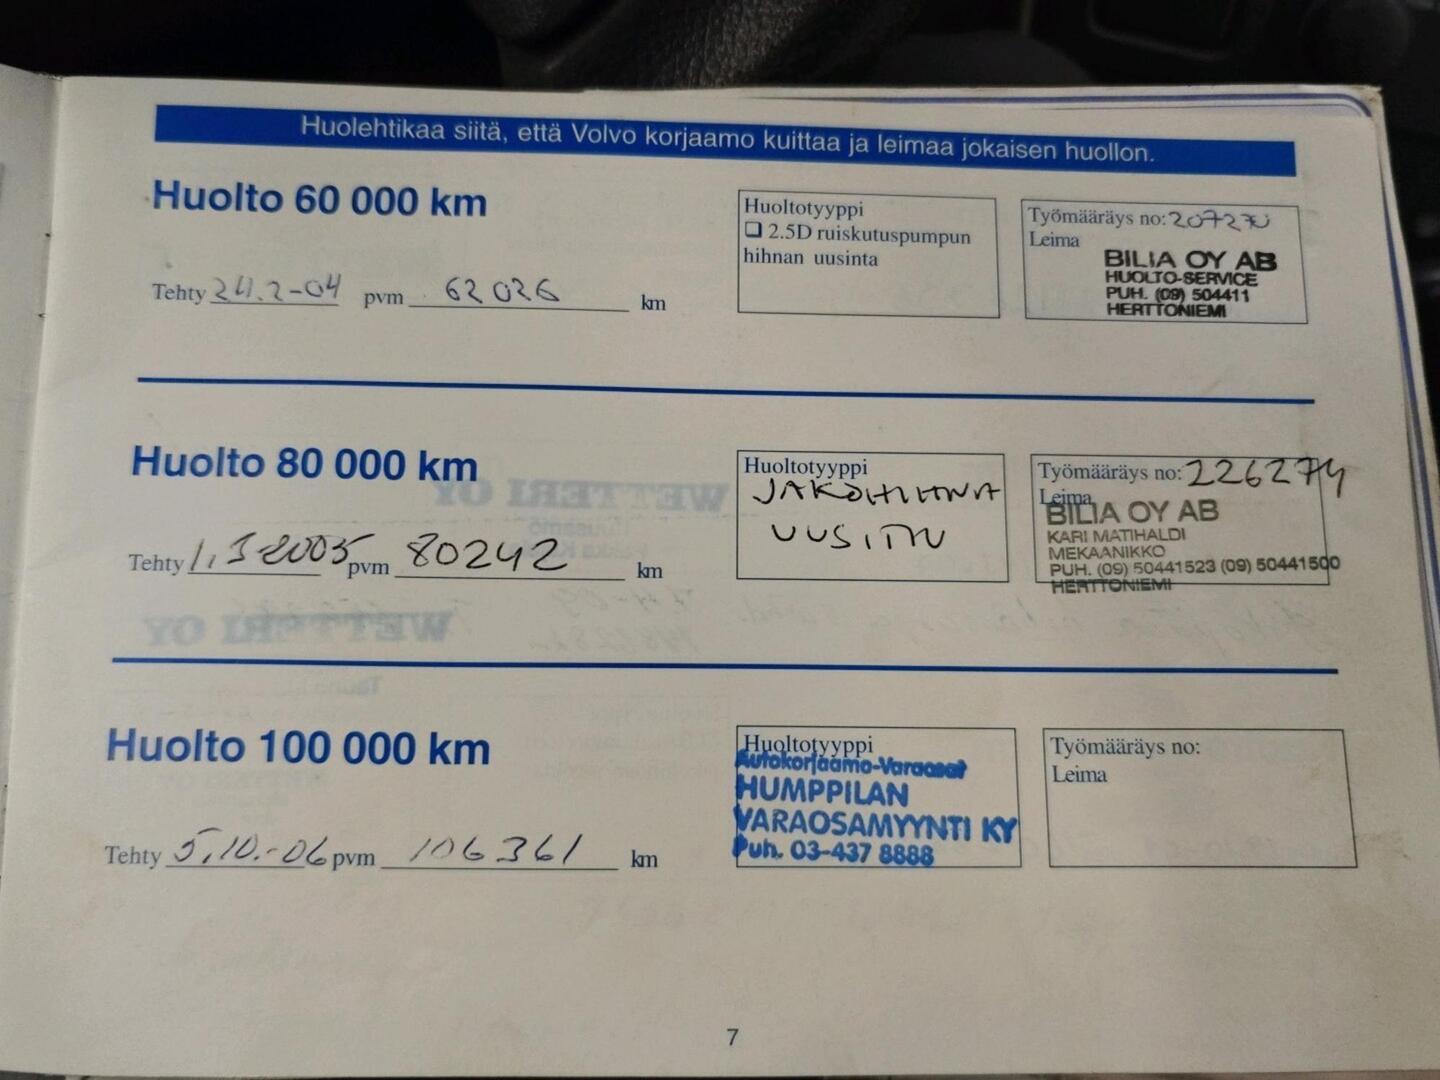 Huolehtikaa siitä, että Volvo korjaamo kuittaa ja leimaa jokaisen huollon.
Huolto 60 000 km
Tehty 24.2-04 pvm 62026 km
Huoltotyyppi
❏ 2.5D ruiskutuspumpun
hihnan uusinta
Työmääräys no:
Leima
BILIA OY AB
HUOLTO-SERVICE
PUH. (09) 504411
HERTTONIEMI
Huolto 80 000 km
Tehty 1.3-2005 pvm 80242 km
Huoltotyyppi
JAKOHIHNA
UUSITTU
Työmääräys no: 226274
Leima
BILIA OY AB
KARI MATIHALDI
MEKAANIKKO
PUH. (09) 50441523 (09) 50441500
HERTTONIEMI
WETTERI OY
WETTERI OY
Huolto 100 000 km
Tehty 5.10.-06 pvm 106361 km
Huoltotyyppi
Autokorjaamo-Varaosat
HUMPPILAN
VARAOSAMYYNTI KY
Puh. 03-437 8888
Työmääräys no:
Leima
7